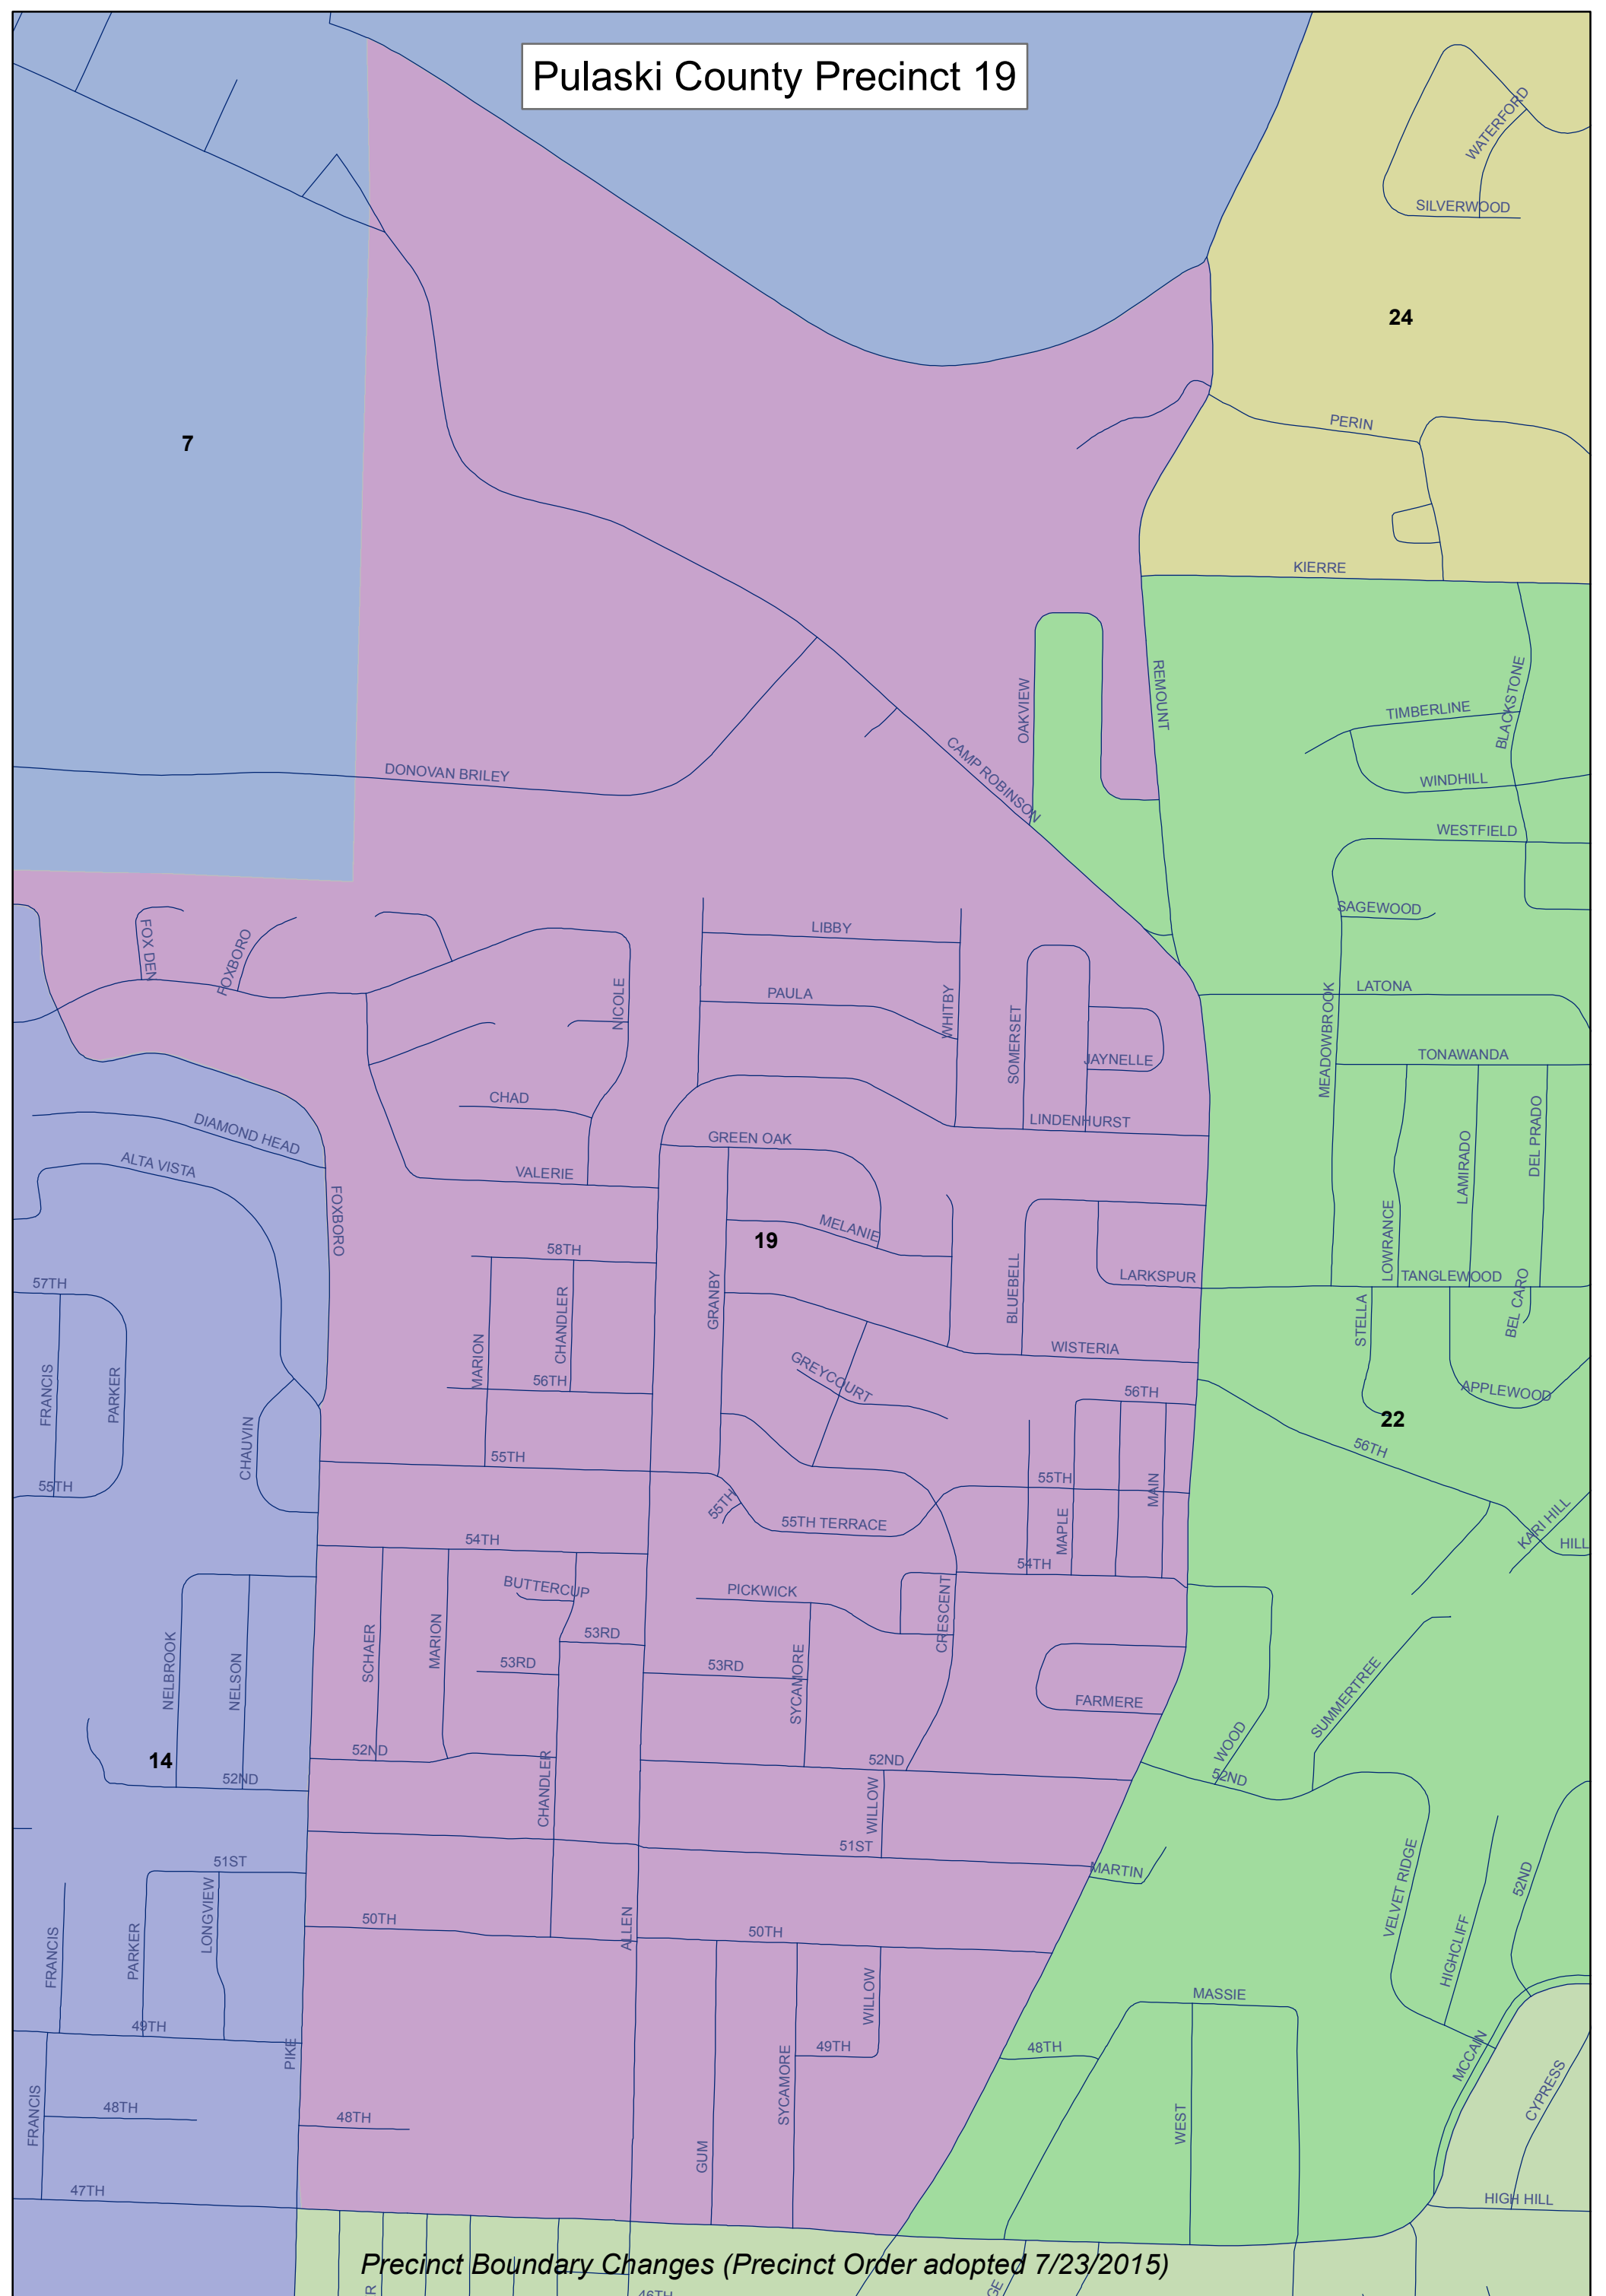 Pulaski County Precinct 19
WATERFORD
SILVERWOOD
24
PERIN
7
KIERRE
OAKVIEW
REMOUNT
BLACKSTONE
TIMBERLINE
WINDHILL
DONOVAN BRILEY
CAMP ROBINSON
WESTFIELD
SAGEWOOD
FOX DEN
FOXBORO
LIBBY
NICOLE
PAULA
WHITBY
SOMERSET
JAYNELLE
LATONA
MEADOWBROOK
TONAWANDA
CHAD
DIAMOND HEAD
LINDENHURST
GREEN OAK
ALTA VISTA
VALERIE
LAMIRADO
DEL PRADO
FOXBORO
MELANIE
19
LOWRANCE
58TH
BLUEBELL
LARKSPUR
TANGLEWOOD
57TH
GRANBY
CHANDLER
MARION
STELLA
BEL CARO
WISTERIA
GREYCOURT
FRANCIS
PARKER
56TH
56TH
APPLEWOOD
22
CHAUVIN
56TH
55TH
55TH
55TH
MAIN
55TH
55TH TERRACE
MAPLE
KARI HILL
HILL
54TH
54TH
BUTTERCUP
PICKWICK
CRESCENT
53RD
NELBROOK
NELSON
SCHAER
MARION
53RD
53RD
SYCAMORE
FARMERE
SUMMERTREE
WOOD
14
52ND
52ND
52ND
52ND
CHANDLER
WILLOW
51ST
51ST
MARTIN
VELVET RIDGE
52ND
LONGVIEW
FRANCIS
PARKER
50TH
ALLEN
50TH
HIGHCLIFF
WILLOW
MASSIE
49TH
PIKE
49TH
48TH
MCCAIN
CYPRESS
SYCAMORE
FRANCIS
48TH
48TH
WEST
GUM
47TH
HIGH HILL
Precinct Boundary Changes (Precinct Order adopted 7/23/2015)
46TH